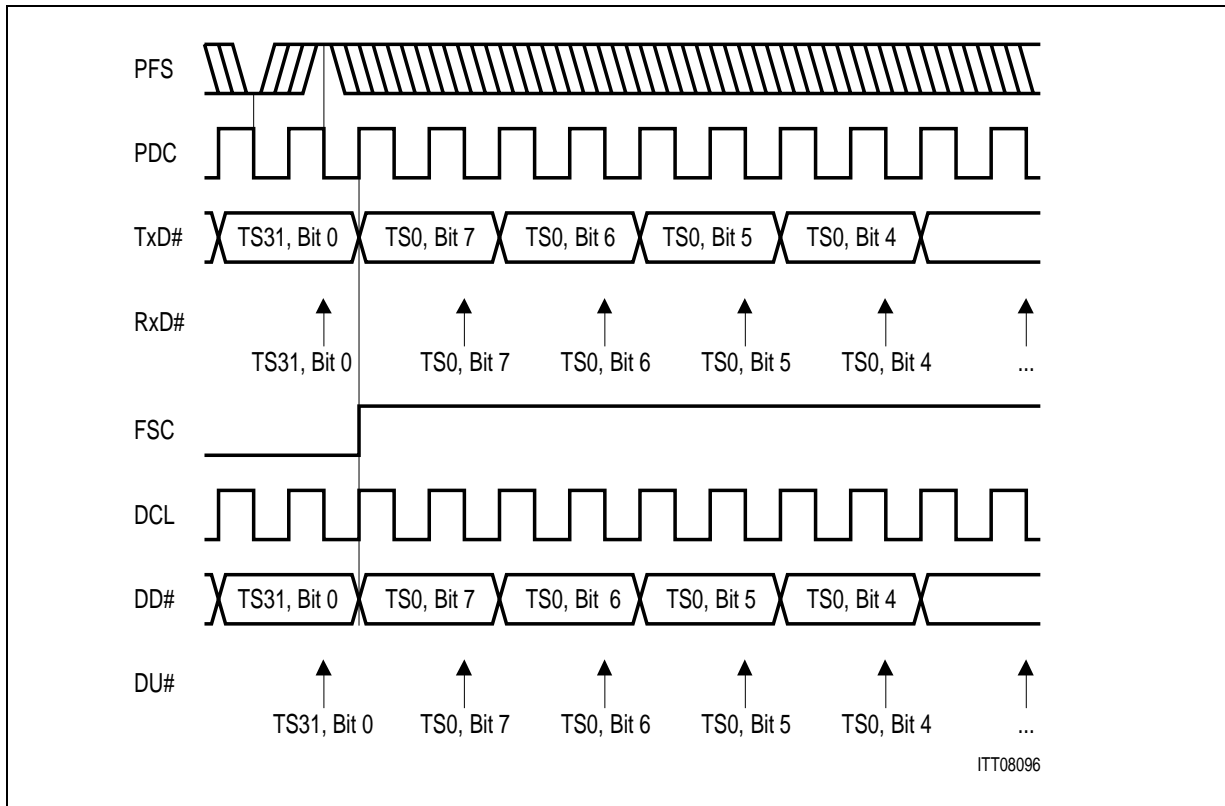 PFS
PDC
TxD# TS31, Bit 0 TS0, Bit 7 TS0, Bit 6 TS0, Bit 5 TS0, Bit 4
RxD#
TS31, Bit 0 TS0, Bit 7 TS0, Bit 6 TS0, Bit 5 TS0, Bit 4 ...
FSC
DCL
DD# TS31, Bit 0 TS0, Bit 7 TS0, Bit 6 TS0, Bit 5 TS0, Bit 4
DU#
TS31, Bit 0 TS0, Bit 7 TS0, Bit 6 TS0, Bit 5 TS0, Bit 4 ...
ITT08096